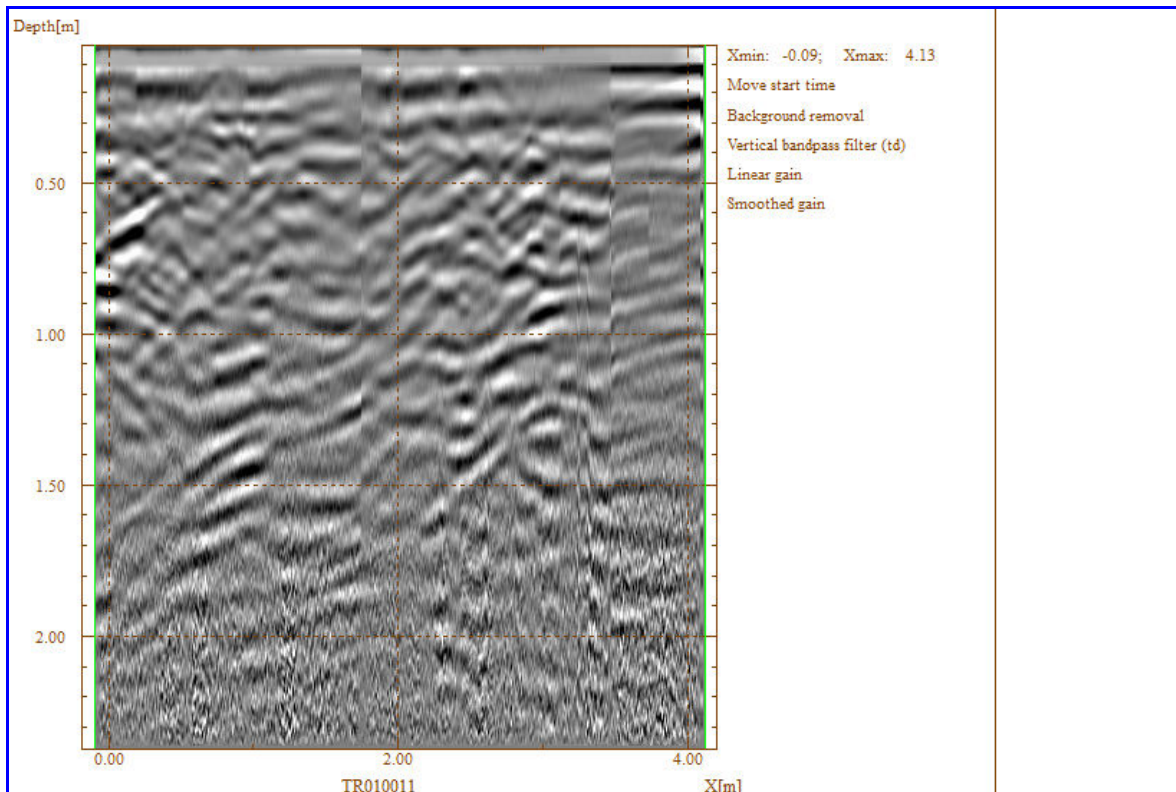 Depth[m]
Xmin: -0.09; Xmax: 4.13
Move start time
Background removal
Vertical bandpass filter (td)
Linear gain
Smoothed gain
0.50
1.00
1.50
2.00
0.00 2.00 4.00
TR010011 X[m]